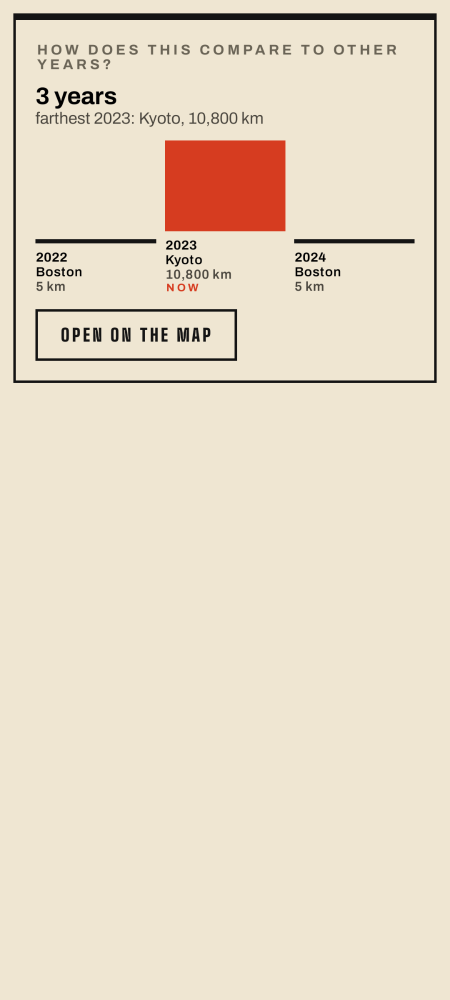 HOW DOES THIS COMPARE TO OTHER
YEARS?
3 years
farthest 2023: Kyoto, 10,800 km
2022
Boston
5 km
2023
Kyoto
10,800 km
NOW
2024
Boston
5 km
OPEN ON THE MAP